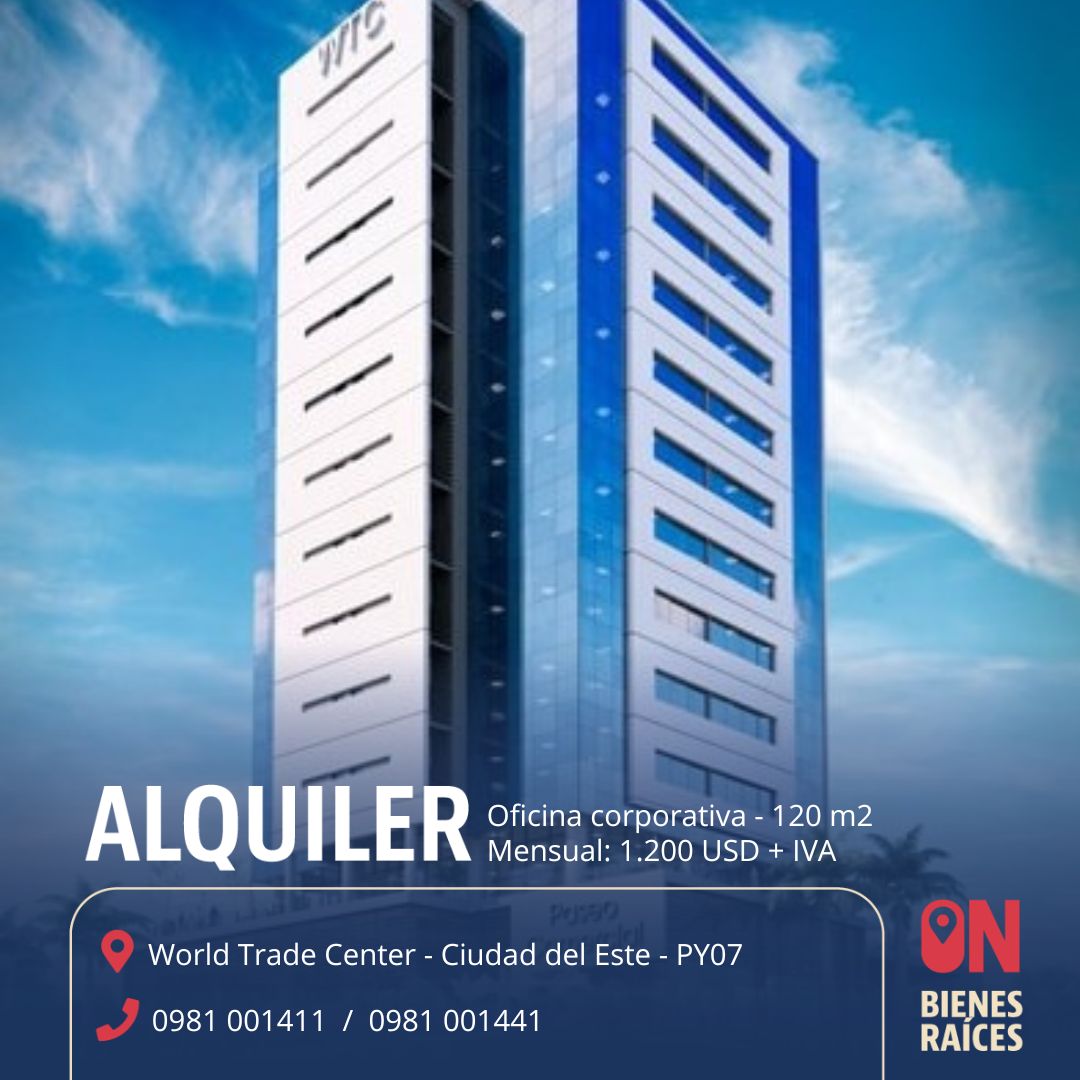 WTC
ALQUILER
Oficina corporativa - 120 m2
Mensual: 1.200 USD + IVA
Paseo
World Trade Center - Ciudad del Este - PY07
0981 001411 / 0981 001441
ON
BIENES
RAÍCES